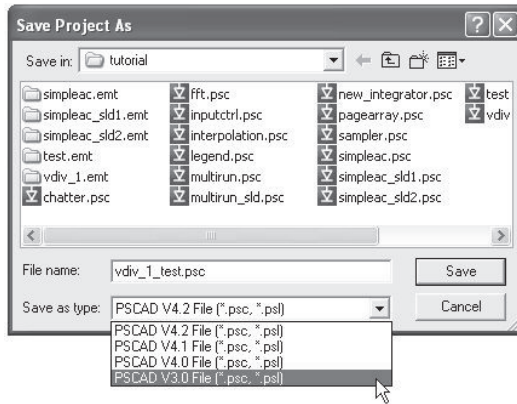 Save Project As
Save in: tutorial
simpleac.emt
simpleac_sld1.emt
simpleac_sld2.emt
test.emt
vdiv_1.emt
chatter.psc
fft.psc
inputctrl.psc
interpolation.psc
legend.psc
multirun.psc
multirun_sld.psc
new_integrator.psc
pagearray.psc
sampler.psc
simpleac.psc
simpleac_sld1.psc
simpleac_sld2.psc
test
vdiv
File name: vdiv_1_test.psc
Save
Save as type: PSCAD V4.2 File (*.psc, *.psl)
Cancel
PSCAD V4.2 File (*.psc, *.psl)
PSCAD V4.1 File (*.psc, *.psl)
PSCAD V4.0 File (*.psc, *.psl)
PSCAD V3.0 File (*.psc, *.psl)